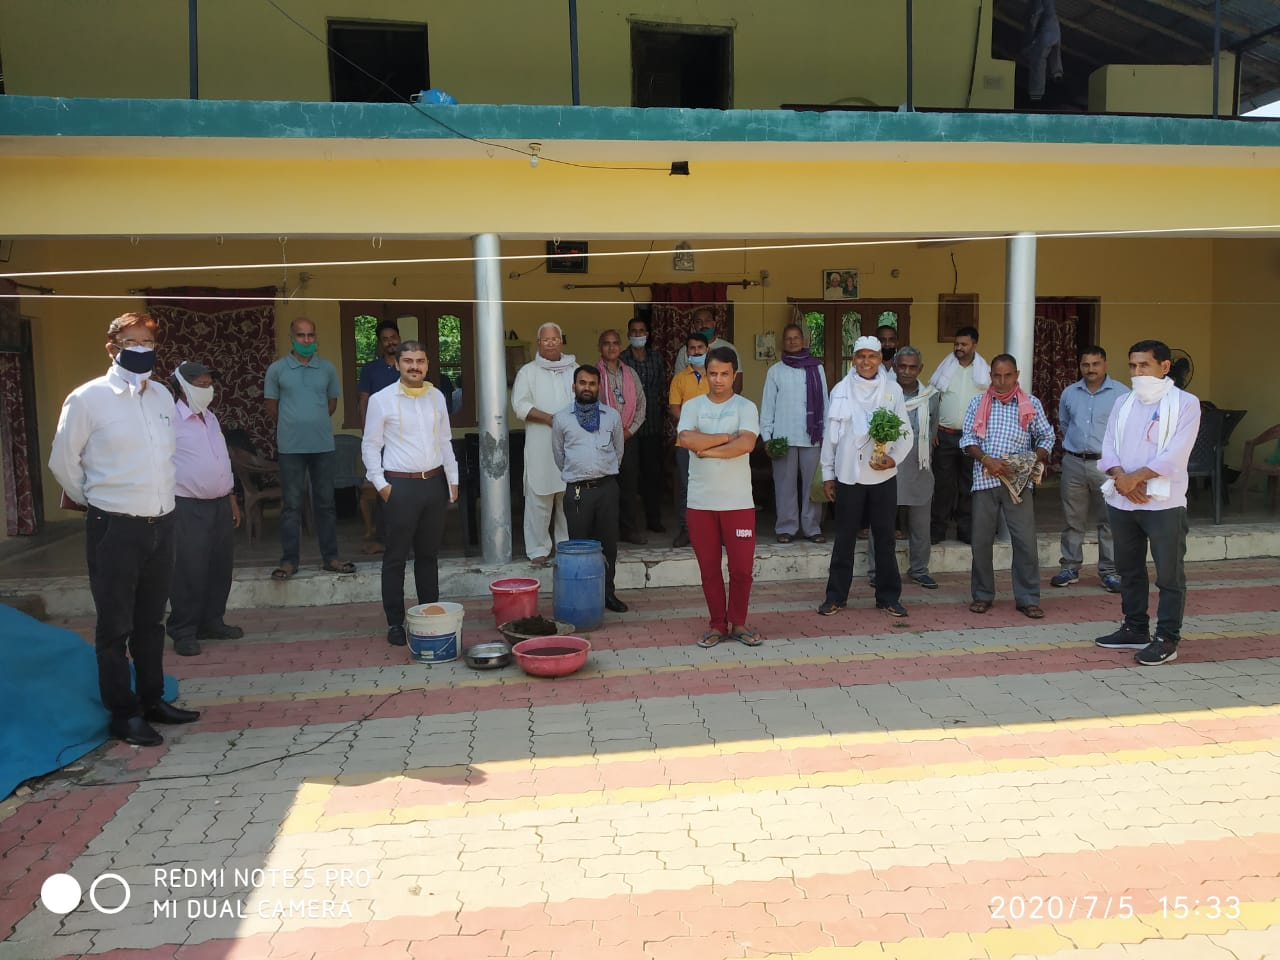 USPA
REDMI NOTE 5 PRO
MI DUAL CAMERA
2020/7/5 15:33